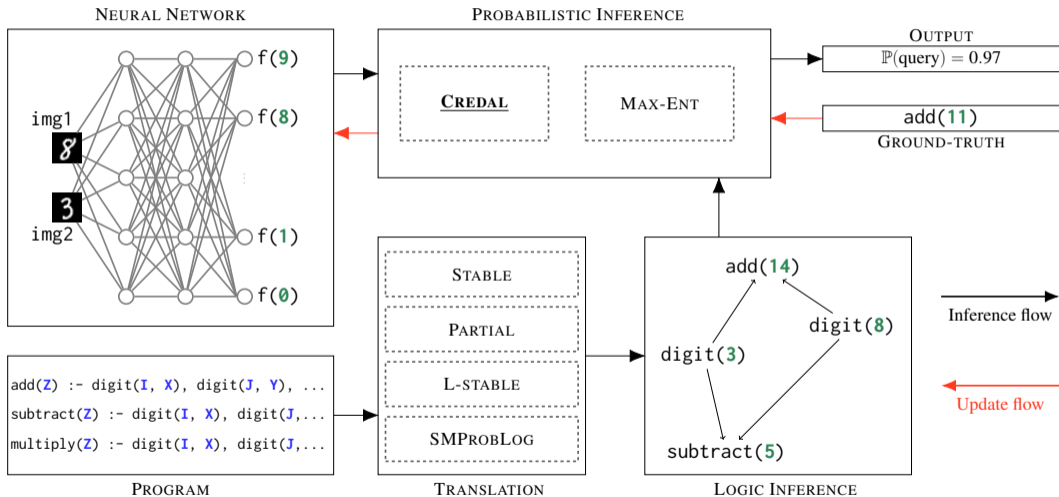 NEURAL NETWORK
img1
8
3
img2
f(9)
f(8)
f(1)
f(0)
PROBABILISTIC INFERENCE
CREDAL
MAX-ENT
OUTPUT
ℙ(query) = 0.97
add(11)
GROUND-TRUTH
add(Z) :- digit(I, X), digit(J, Y), ...
subtract(Z) :- digit(I, X), digit(J,...
multiply(Z) :- digit(I, X), digit(J,...
PROGRAM
STABLE
PARTIAL
L-STABLE
SMPROBLOG
TRANSLATION
add(14)
digit(8)
digit(3)
subtract(5)
LOGIC INFERENCE
Inference flow
Update flow